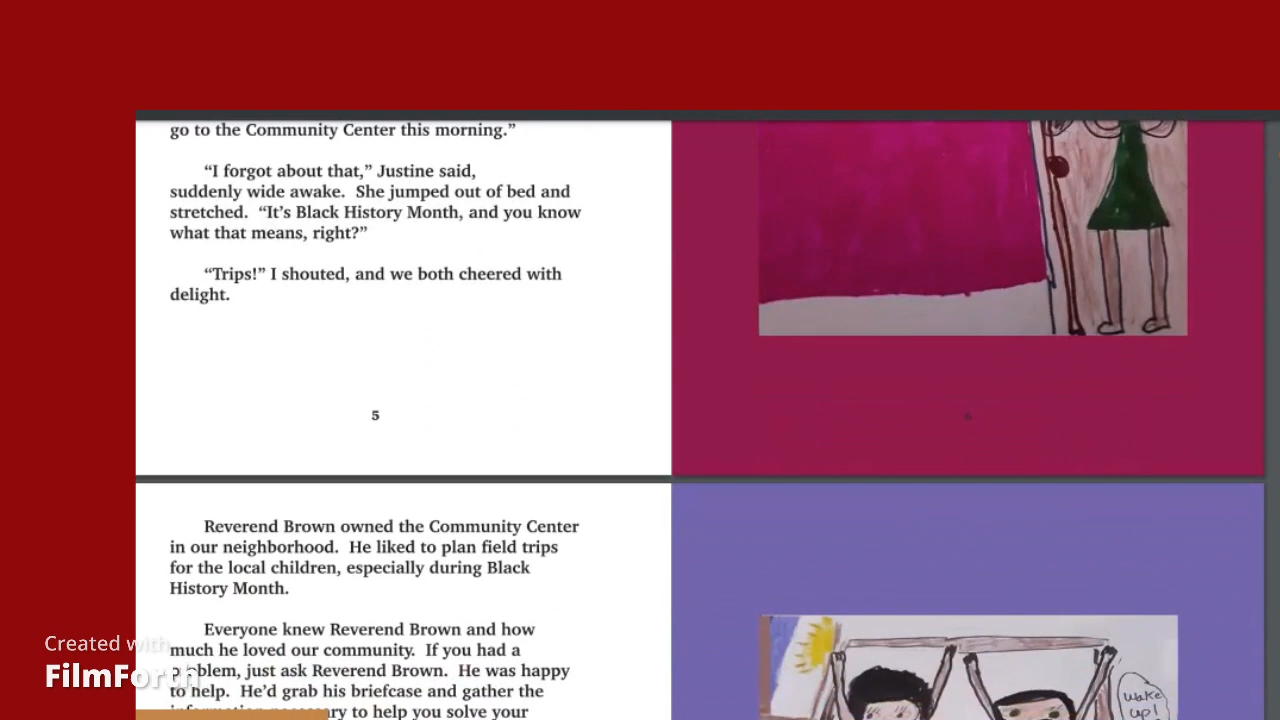 go to the Community Center this morning.”
“I forgot about that,” Justine said,
suddenly wide awake.  She jumped out of bed and
stretched.  “It’s Black History Month, and you know
what that means, right?”
“Trips!” I shouted, and we both cheered with
delight.
5
6
Reverend Brown owned the Community Center
in our neighborhood.  He liked to plan field trips
for the local children, especially during Black
History Month.
Everyone knew Reverend Brown and how
much he loved our community.  If you had a
problem, just ask Reverend Brown.  He was happy
to help.  He’d grab his briefcase and gather the
information necessary to help you solve your
Wake
up!
Created with
FilmForth